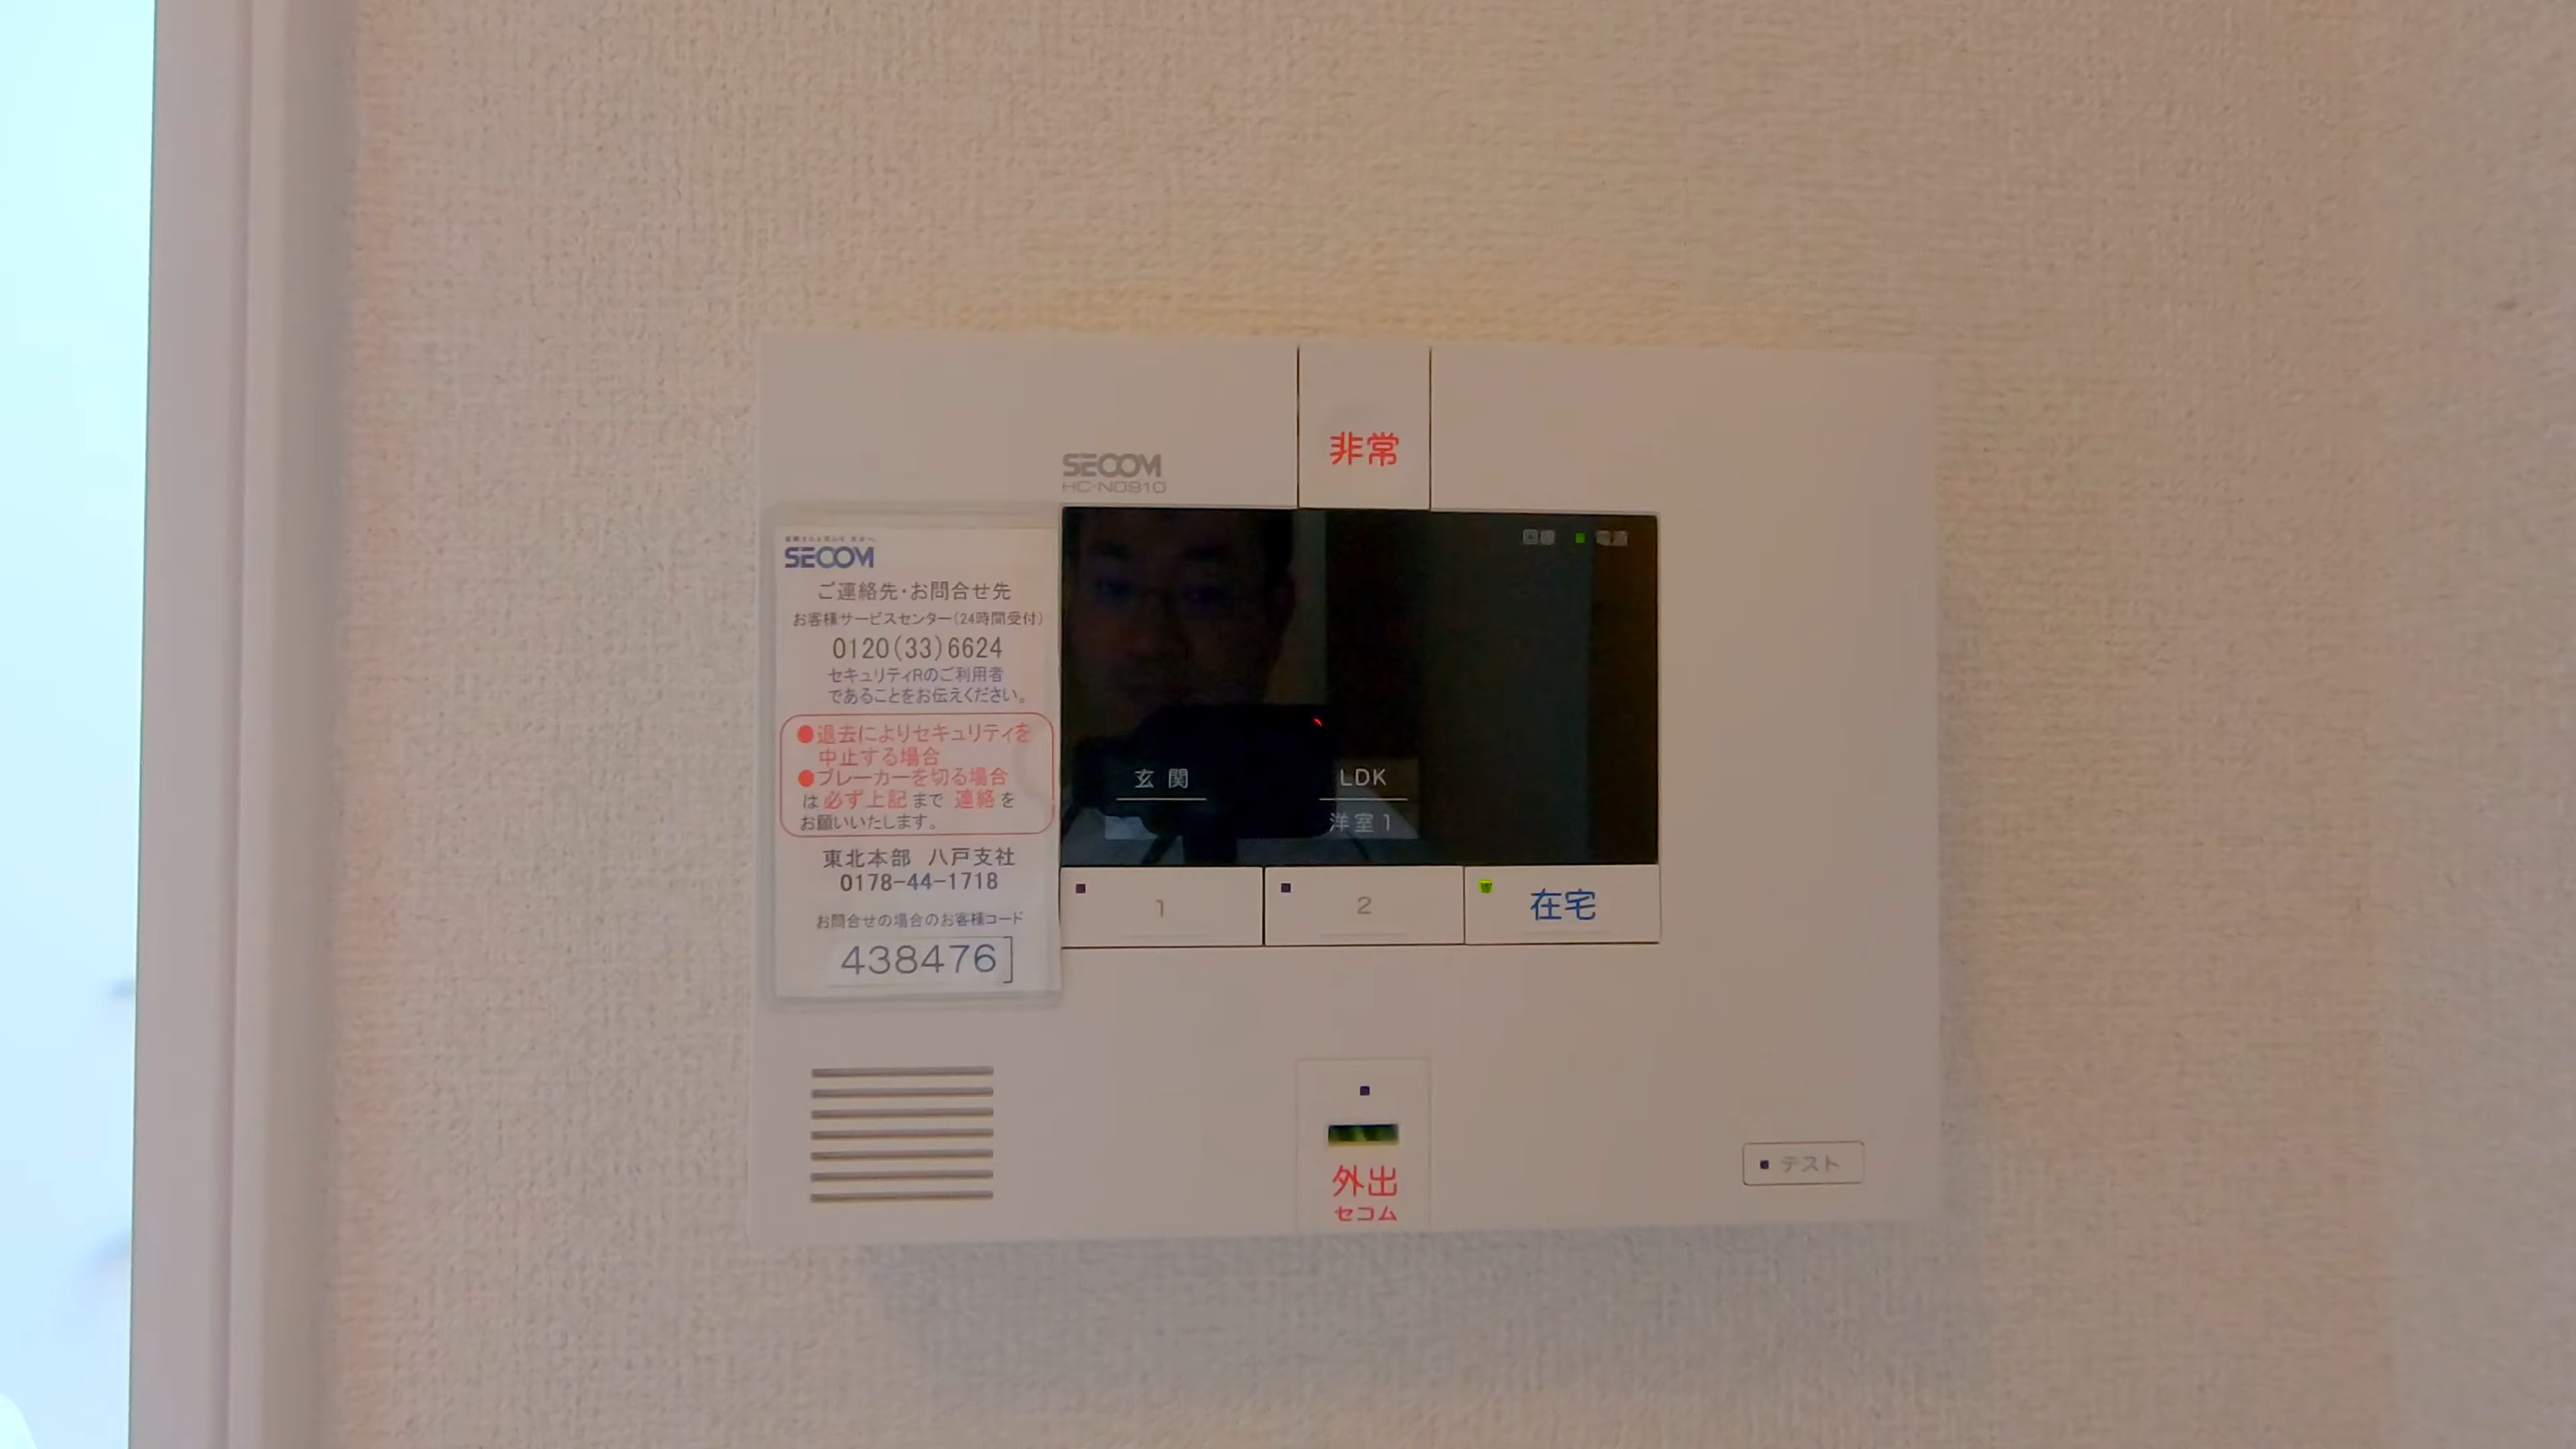 非常
SECOM
HC-ND910
回線 電源
SECOM
ご連絡先・お問合せ先
お客様サービスセンター(24時間受付)
0120(33)6624
セキュリティRのご利用者
であることをお伝えください。
●退去によりセキュリティを
中止する場合
●ブレーカーを切る場合
は必ず上記まで 連絡を
お願いいたします。
東北本部 八戸支社
0178-44-1718
お問合せの場合のお客様コード
438476
玄関 LDK
洋室1
1 2 在宅
外出
セコム
テスト